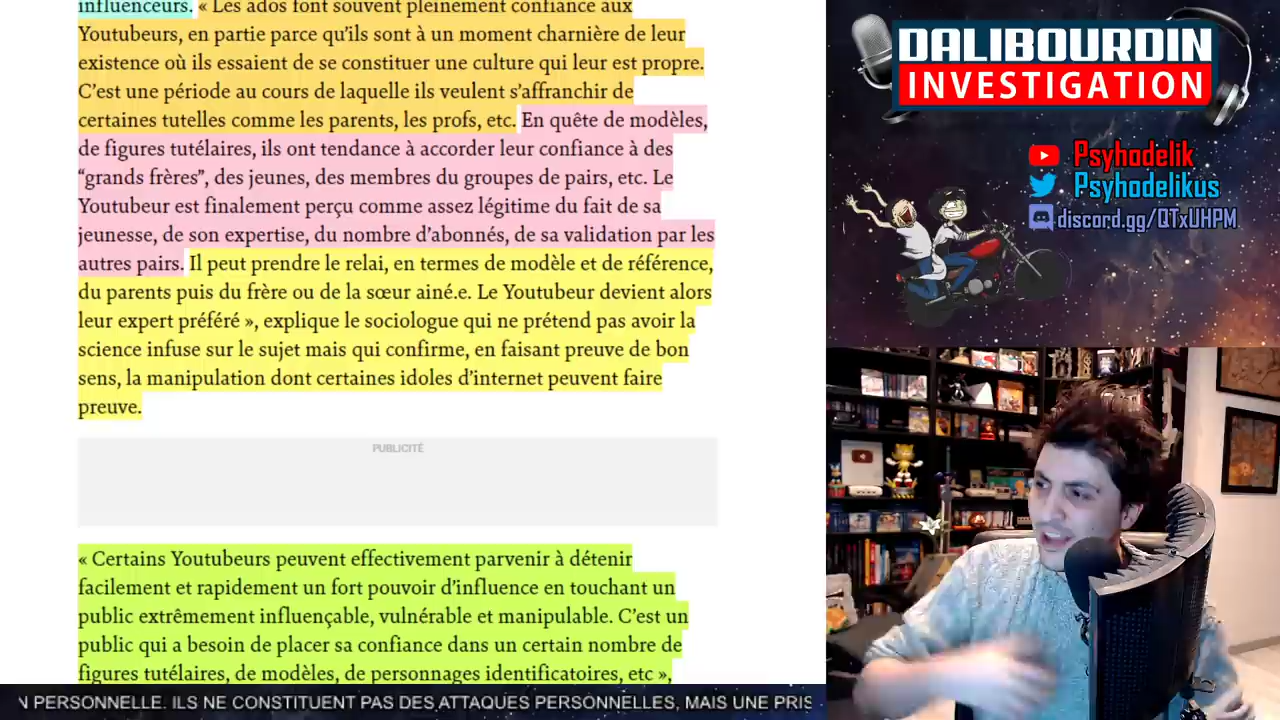 influenceurs. « Les ados font souvent pleinement confiance aux
Youtubeurs, en partie parce qu’ils sont à un moment charnière de leur
existence où ils essaient de se constituer une culture qui leur est propre.
C’est une période au cours de laquelle ils veulent s’affranchir de
certaines tutelles comme les parents, les profs, etc. En quête de modèles,
de figures tutélaires, ils ont tendance à accorder leur confiance à des
“grands frères”, des jeunes, des membres du groupes de pairs, etc. Le
Youtubeur est finalement perçu comme assez légitime du fait de sa
jeunesse, de son expertise, du nombre d’abonnés, de sa validation par les
autres pairs. Il peut prendre le relai, en termes de modèle et de référence,
du parents puis du frère ou de la sœur ainé.e. Le Youtubeur devient alors
leur expert préféré », explique le sociologue qui ne prétend pas avoir la
science infuse sur le sujet mais qui confirme, en faisant preuve de bon
sens, la manipulation dont certaines idoles d’internet peuvent faire
preuve.
PUBLICITÉ
« Certains Youtubeurs peuvent effectivement parvenir à détenir
facilement et rapidement un fort pouvoir d’influence en touchant un
public extrêmement influençable, vulnérable et manipulable. C’est un
public qui a besoin de placer sa confiance dans un certain nombre de
figures tutélaires, de modèles, de personnages identificatoires, etc »,
N PERSONNELLE. ILS NE CONSTITUENT PAS DES ATTAQUES PERSONNELLES, MAIS UNE PRIS
DALIBOURDIN
INVESTIGATION
Psyhodelik
Psyhodelikus
discord.gg/QTxUHPM